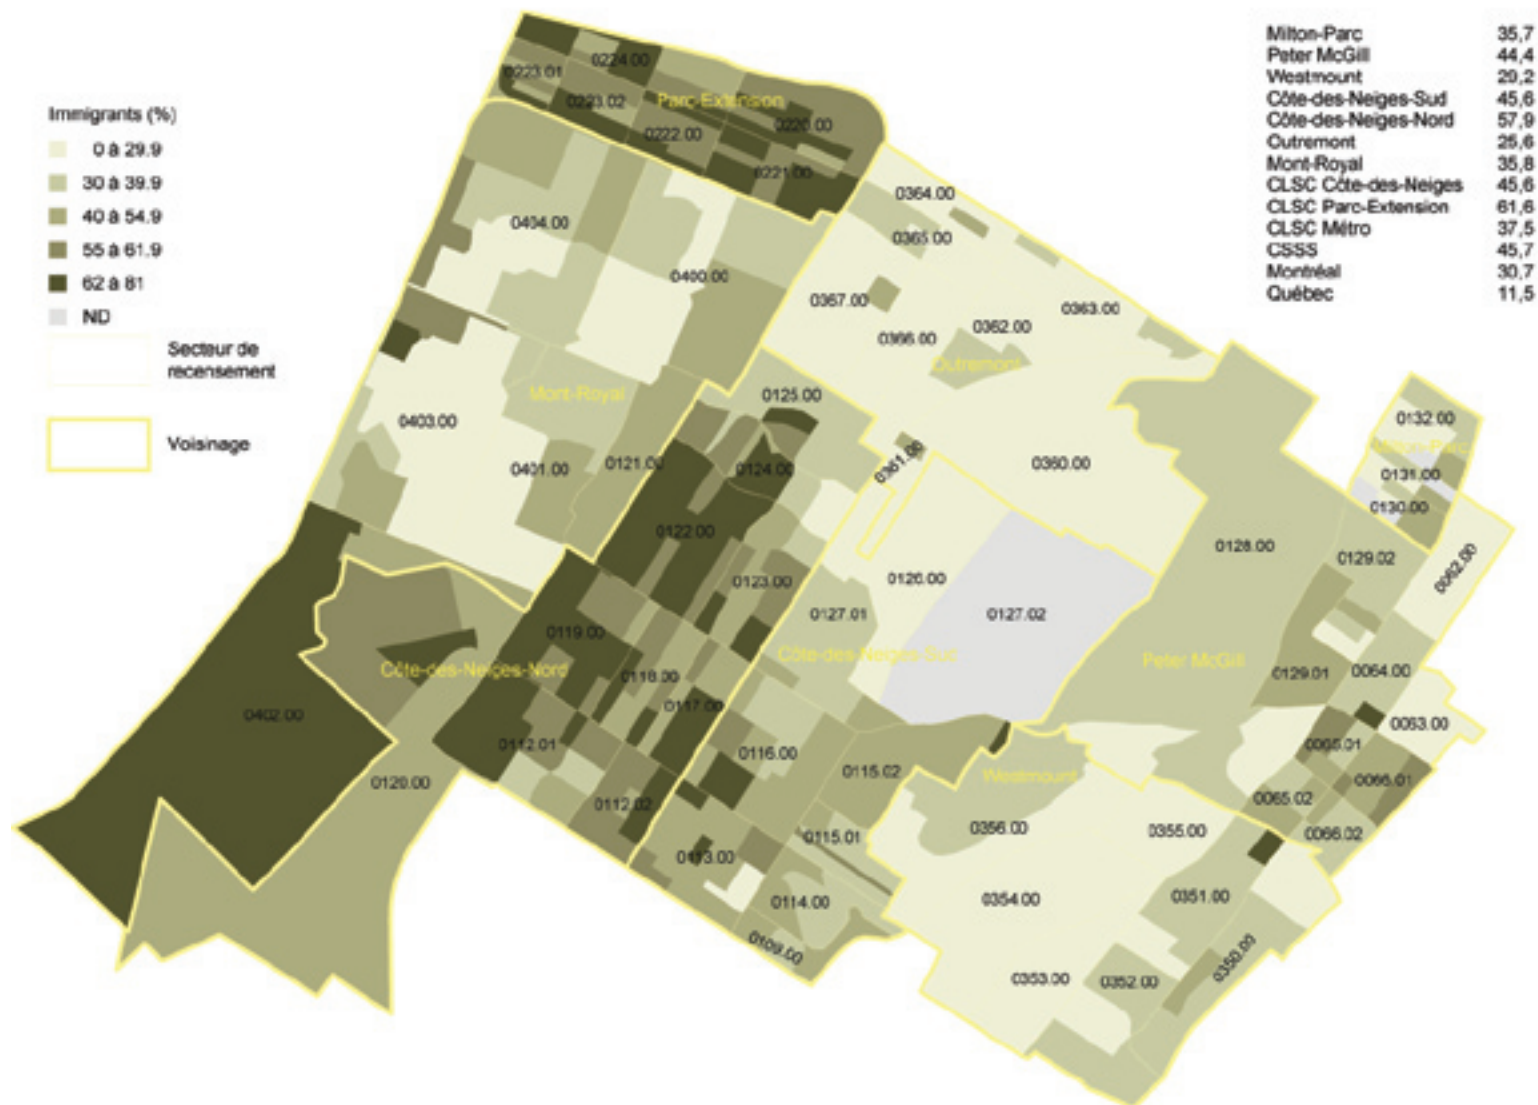 Immigrants (%)
0 à 29.9
30 à 39.9
40 à 54.9
55 à 61.9
62 à 81
ND
Secteur de
recensement
Voisinage
Milton-Parc 35,7
Peter McGill 44,4
Westmount 29,2
Côte-des-Neiges-Sud 45,6
Côte-des-Neiges-Nord 57,9
Outremont 25,6
Mont-Royal 35,8
CLSC Côte-des-Neiges 45,6
CLSC Parc-Extension 61,6
CLSC Métro 37,5
CSSS 45,7
Montréal 30,7
Québec 11,5
0224.00
0223.01
0223.02
Parc-Extension
0220.00
0222.00
0221.00
0364.00
0404.00
0365.00
0400.00
0367.00
0363.00
0366.00
0362.00
Outremont
Mont-Royal
0125.00
0403.00
0132.00
Milton-Parc
0401.00
0121.00
0124.00
0361.00
0360.00
0131.00
0130.00
0122.00
0128.00
0129.02
0062.00
0123.00
0126.00
0127.01
0127.02
0119.00
Côte-des-Neiges-Sud
Peter McGill
Côte-des-Neiges-Nord
0118.00
0129.01
0064.00
0402.00
0117.00
0063.00
0112.01
0116.00
0065.01
0120.00
0115.02
Westmount
0066.01
0112.02
0065.02
0115.01
0356.00
0355.00
0066.02
0113.00
0114.00
0354.00
0351.00
0109.00
0353.00
0352.00
0350.00